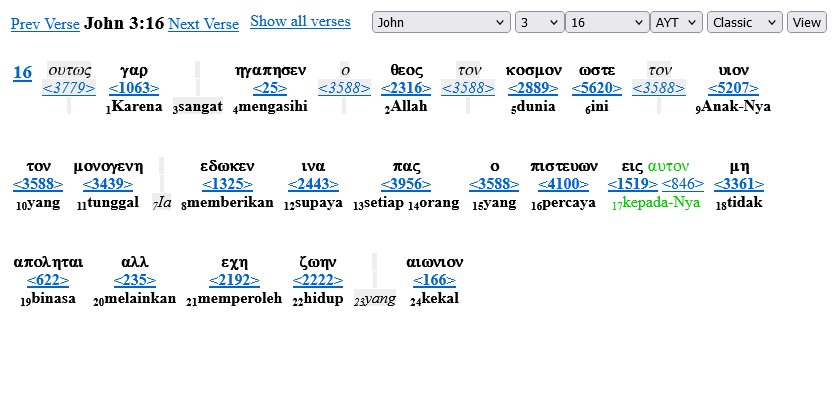 Prev Verse John 3:16 Next Verse Show all verses John 3 16 AYT Classic View
16 ουτως γαρ ηγαπησεν ο θεος τον κοσμον ωστε τον υιον
<3779> <1063> <25> <3588> <2316> <3588> <2889> <5620> <3588> <5207>
1Karena 3sangat 4mengasihi 2Allah 5dunia 6ini 9Anak-Nya
τον μονογενη εδωκεν ινα πας ο πιστευων εις αυτον μη
<3588> <3439> <1325> <2443> <3956> <3588> <4100> <1519> <846> <3361>
10yang 11tunggal 7Ia 8memberikan 12supaya 13setiap 14orang 15yang 16percaya 17kepada-Nya 18tidak
αποληται αλλ εχη ζωην αιωνιον
<622> <235> <2192> <2222> <166>
19binasa 20melainkan 21memperoleh 22hidup 23yang 24kekal